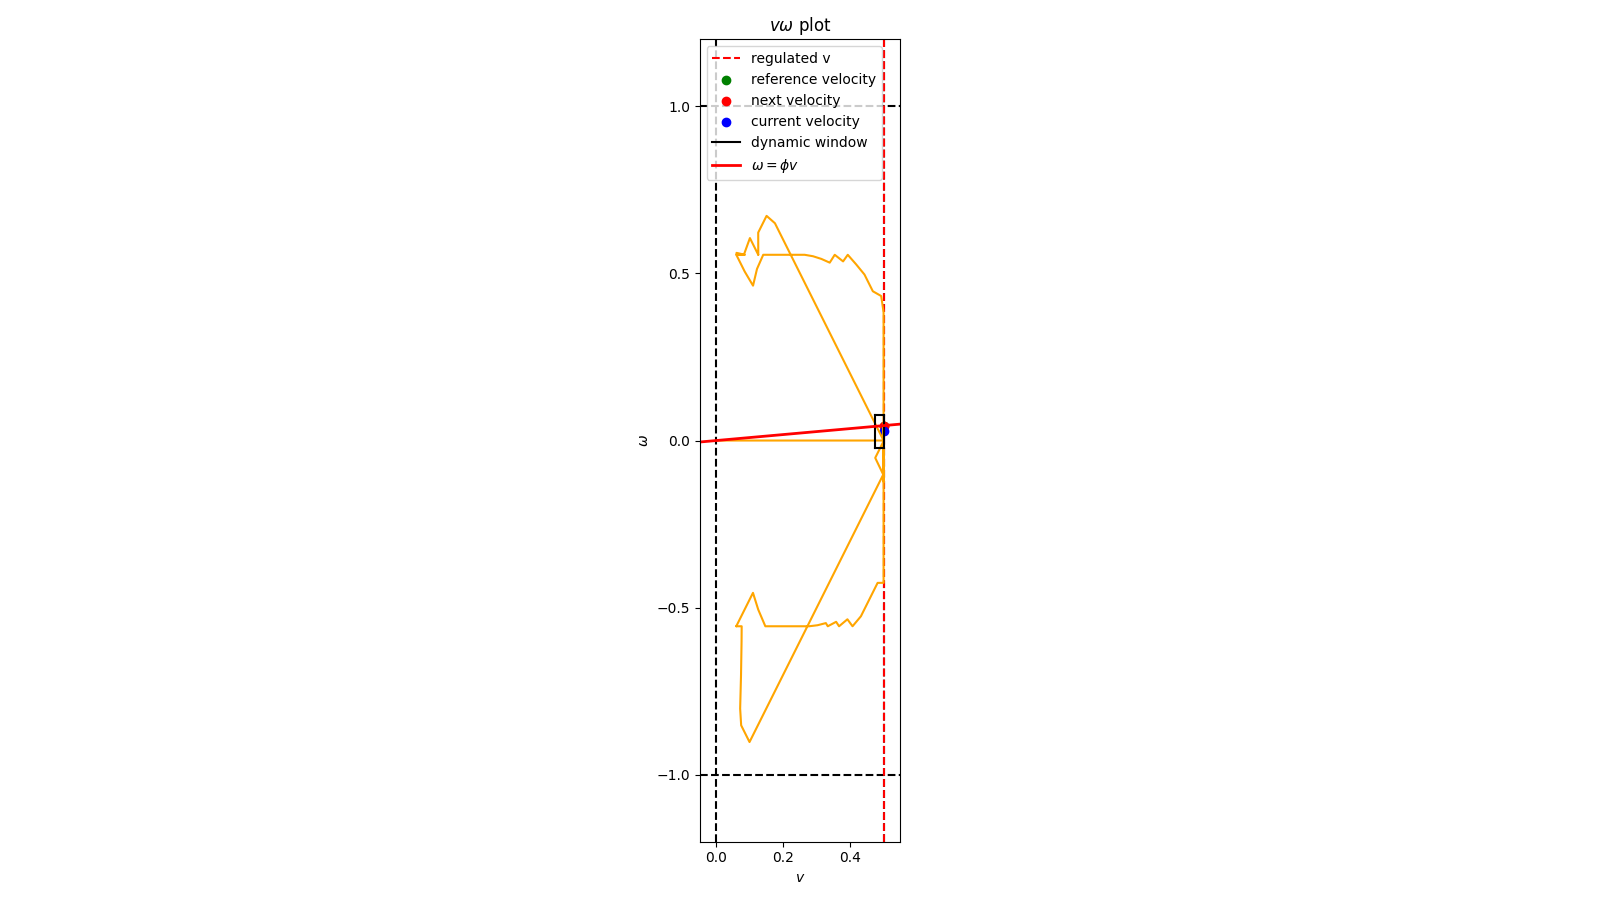 vω plot
regulated v
reference velocity
next velocity
current velocity
dynamic window
ω = ϕv
1.0
0.5
0.0
−0.5
−1.0
ω
0.0 0.2 0.4
v